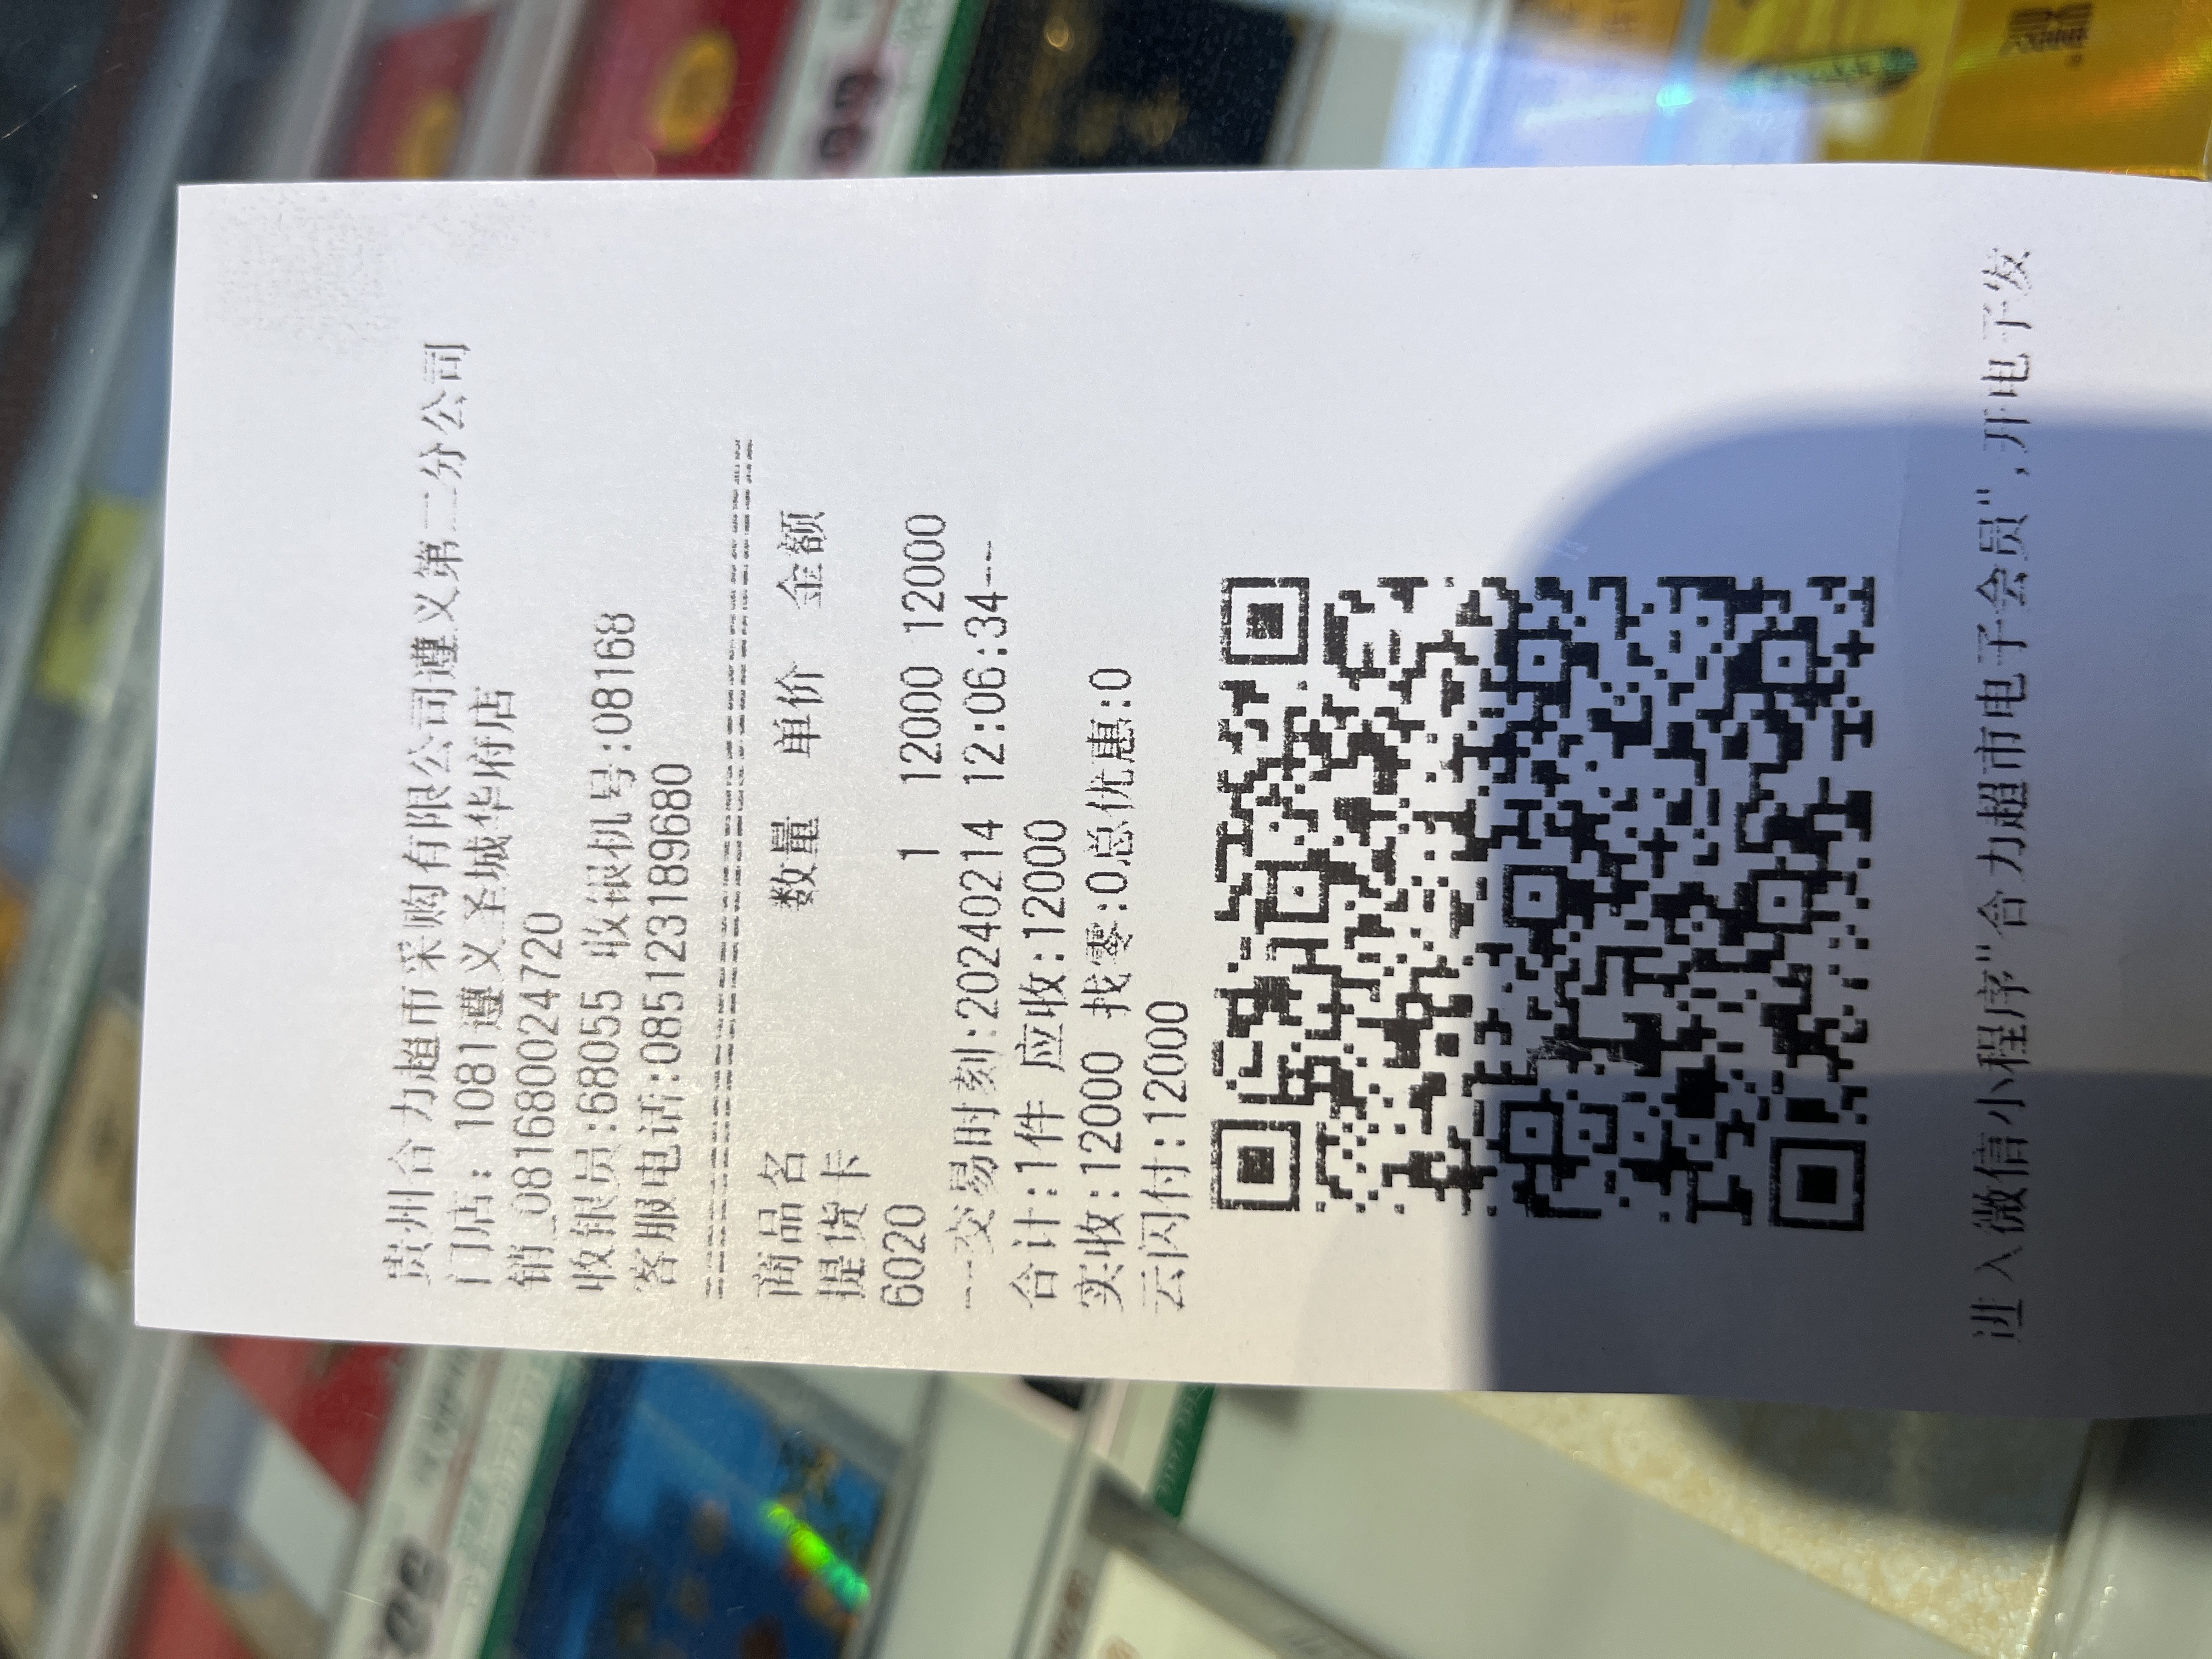 贵州合力超市采购有限公司遵义第二分公司
门店：1081遵义圣城华府店
销_081680024720
收银员:68055 收银机号:08168
客服电话:085123189680
商品名 数量 单价 金额
提货卡
6020 1 12000 12000
---交易时刻:20240214 12:06:34--
合计:1件 应收:12000
实收:12000 找零:0总优惠:0
云闪付:12000
进入微信小程序"合力超市电子会员",开电子发